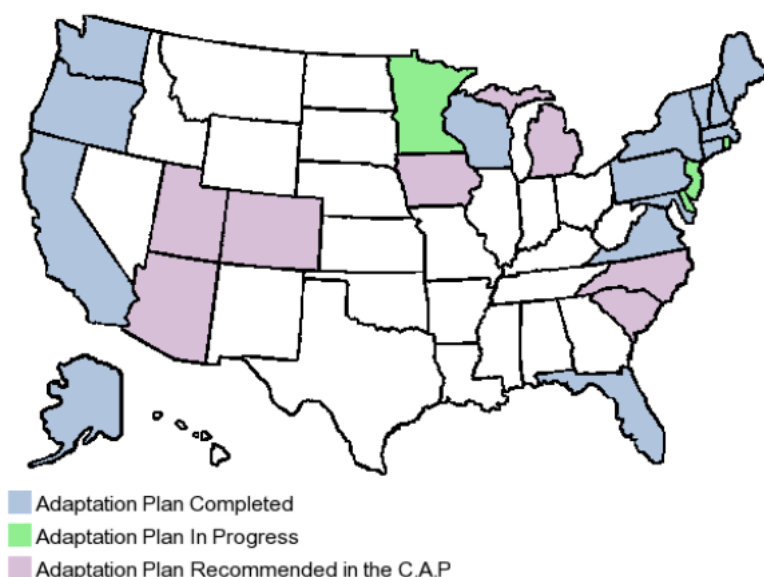 Adaptation Plan Completed
Adaptation Plan In Progress
Adaptation Plan Recommended in the C.A.P